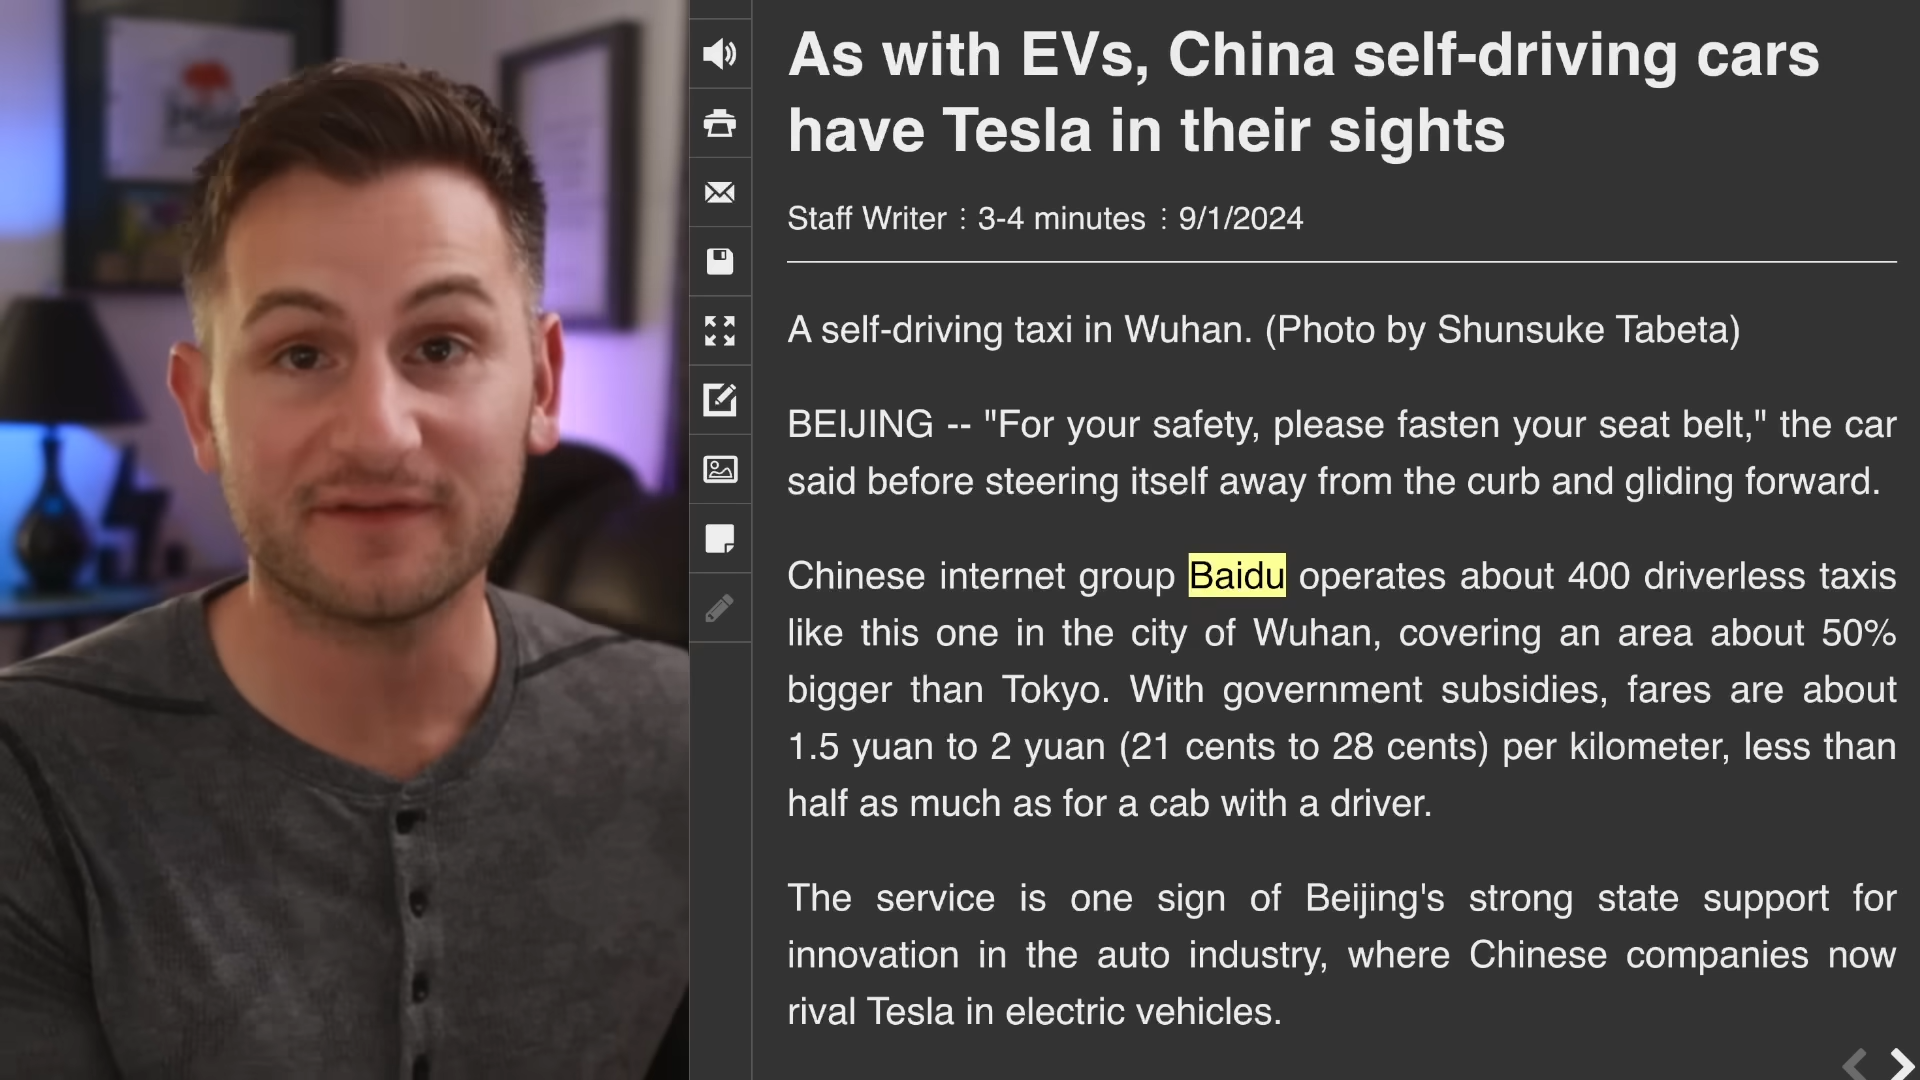 As with EVs, China self-driving cars
have Tesla in their sights
Staff Writer ⋮ 3-4 minutes ⋮ 9/1/2024
A self-driving taxi in Wuhan. (Photo by Shunsuke Tabeta)
BEIJING -- "For your safety, please fasten your seat belt," the car
said before steering itself away from the curb and gliding forward.
Chinese internet group Baidu operates about 400 driverless taxis
like this one in the city of Wuhan, covering an area about 50%
bigger than Tokyo. With government subsidies, fares are about
1.5 yuan to 2 yuan (21 cents to 28 cents) per kilometer, less than
half as much as for a cab with a driver.
The service is one sign of Beijing's strong state support for
innovation in the auto industry, where Chinese companies now
rival Tesla in electric vehicles.